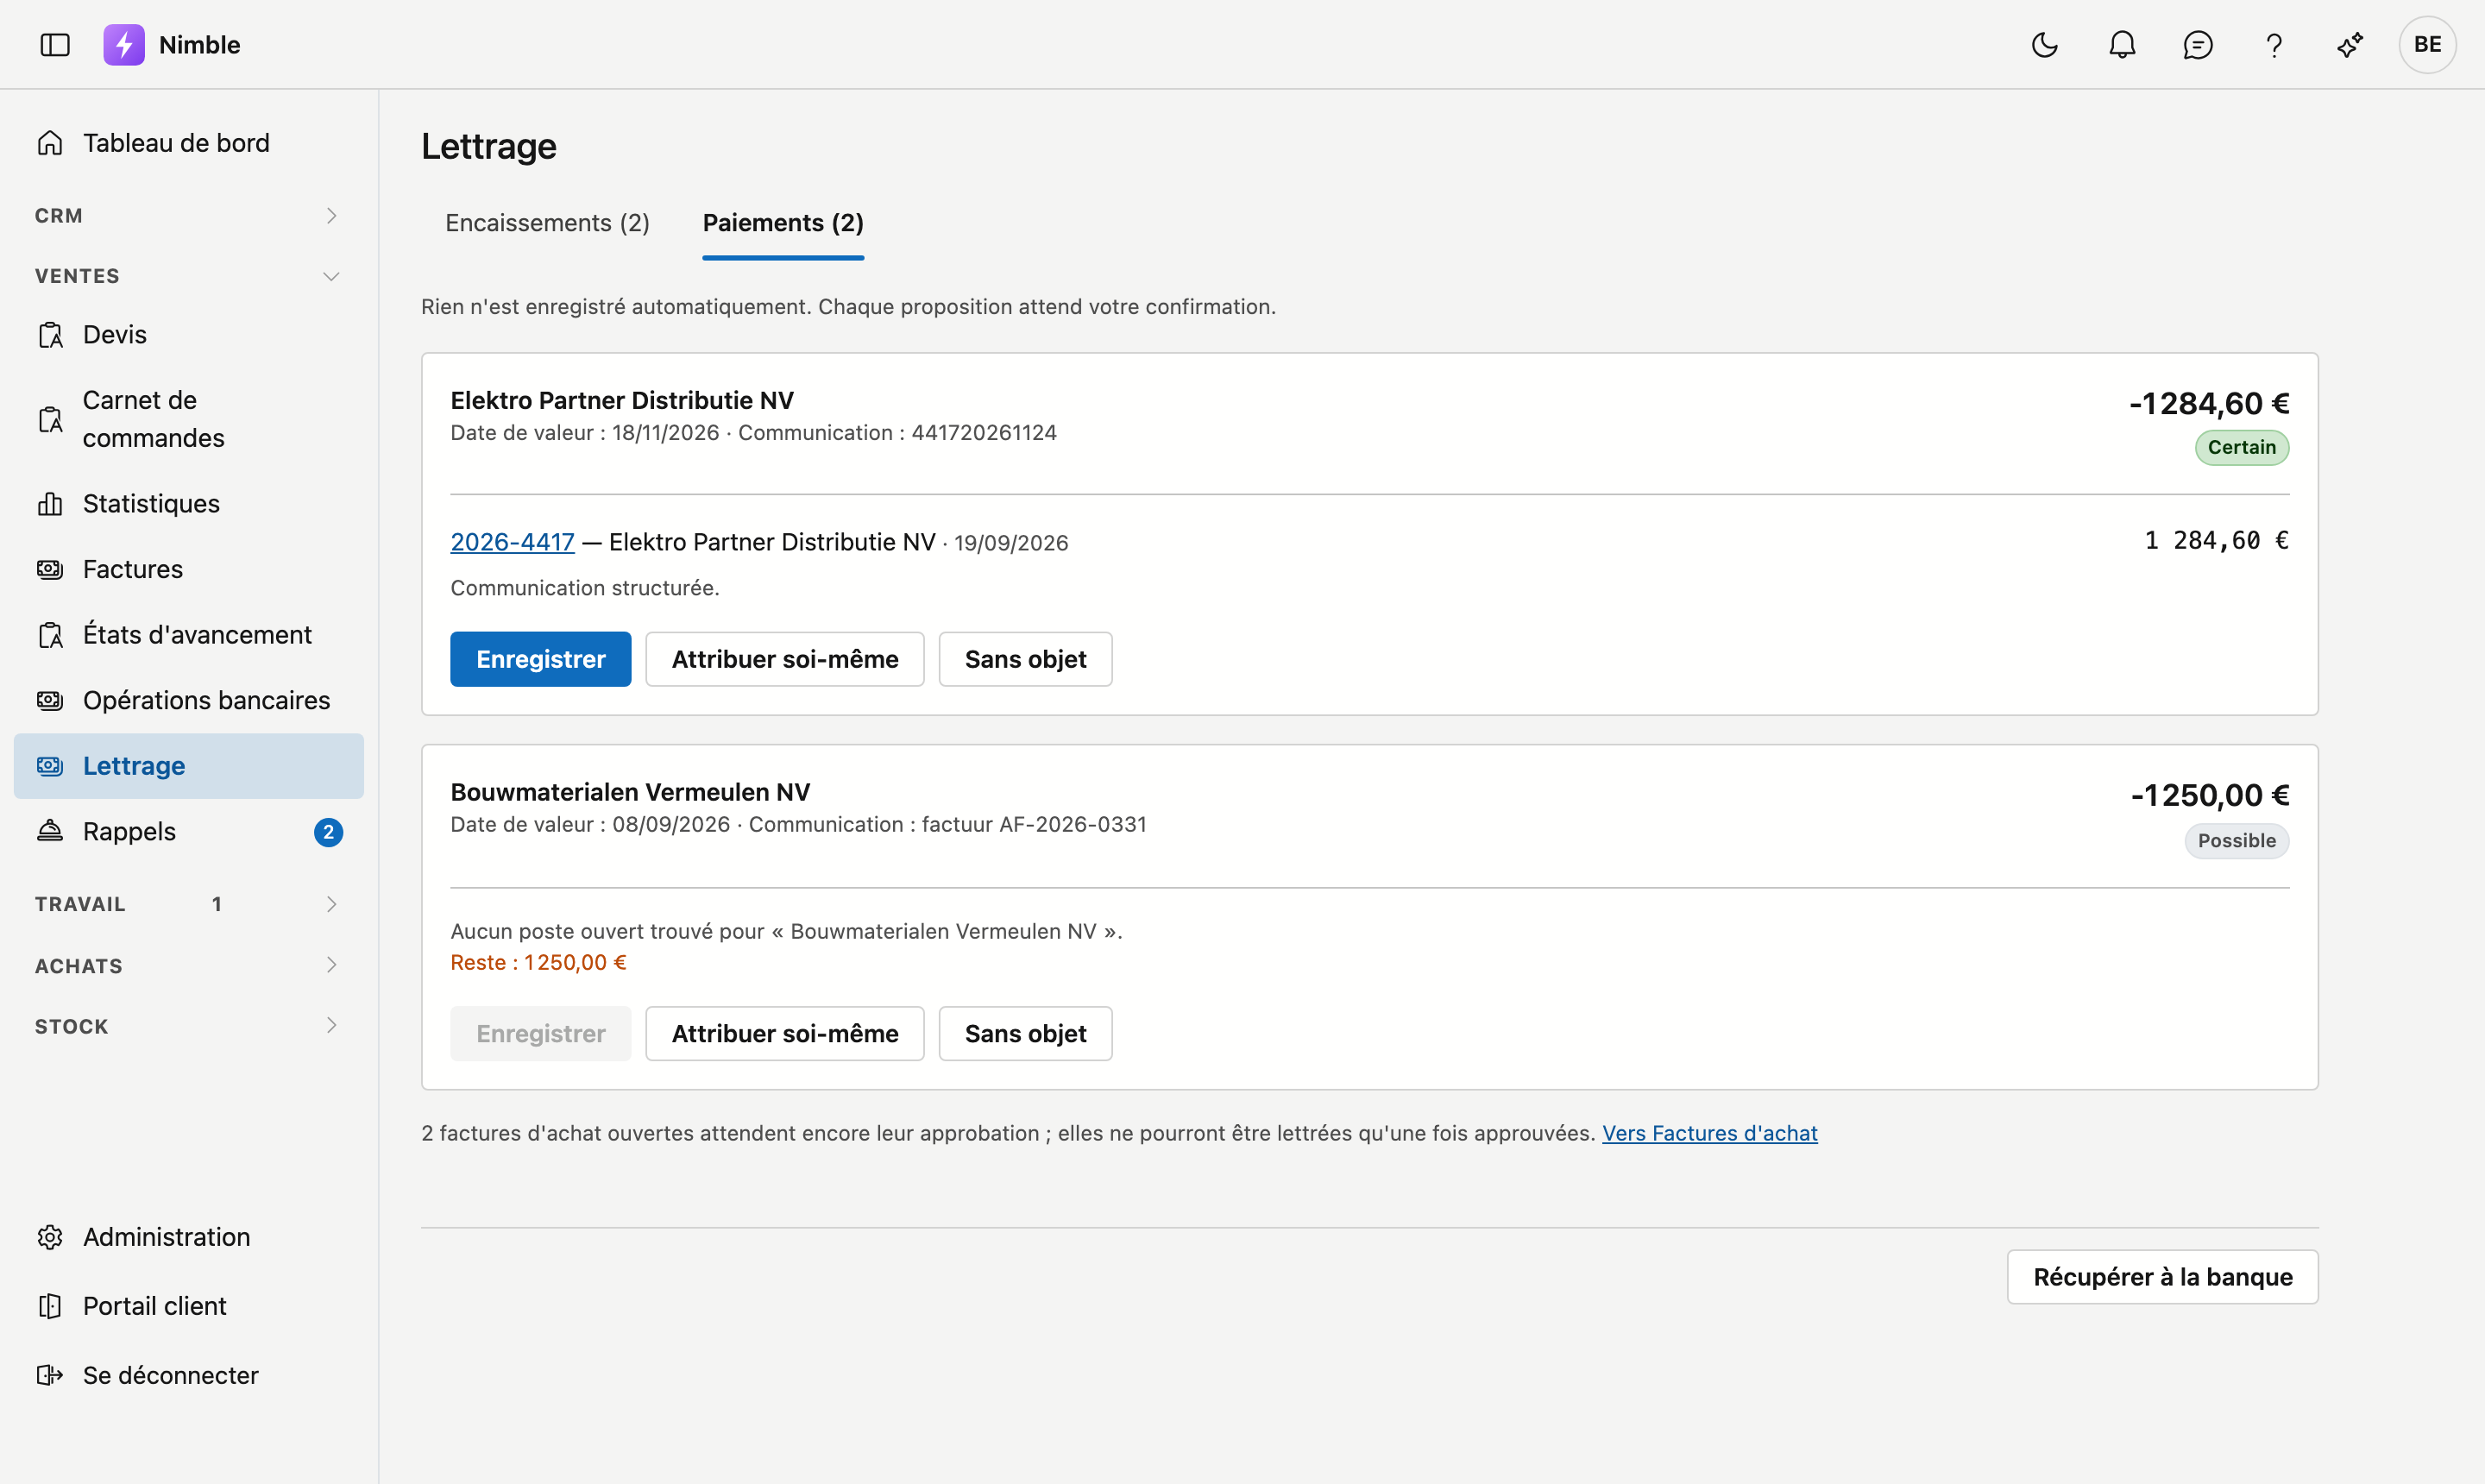 Nimble
BE
Tableau de bord
CRM
VENTES
Devis
Carnet de
commandes
Statistiques
Factures
États d'avancement
Opérations bancaires
Lettrage
Rappels 2
TRAVAIL 1
ACHATS
STOCK
Administration
Portail client
Se déconnecter
Lettrage
Encaissements (2) Paiements (2)
Rien n'est enregistré automatiquement. Chaque proposition attend votre confirmation.
Elektro Partner Distributie NV -1 284,60 €
Date de valeur : 18/11/2026 · Communication : 441720261124
Certain
2026-4417 — Elektro Partner Distributie NV · 19/09/2026 1 284,60 €
Communication structurée.
Enregistrer Attribuer soi-même Sans objet
Bouwmaterialen Vermeulen NV -1 250,00 €
Date de valeur : 08/09/2026 · Communication : factuur AF-2026-0331
Possible
Aucun poste ouvert trouvé pour « Bouwmaterialen Vermeulen NV ».
Reste : 1 250,00 €
Enregistrer Attribuer soi-même Sans objet
2 factures d'achat ouvertes attendent encore leur approbation ; elles ne pourront être lettrées qu'une fois approuvées. Vers Factures d'achat
Récupérer à la banque